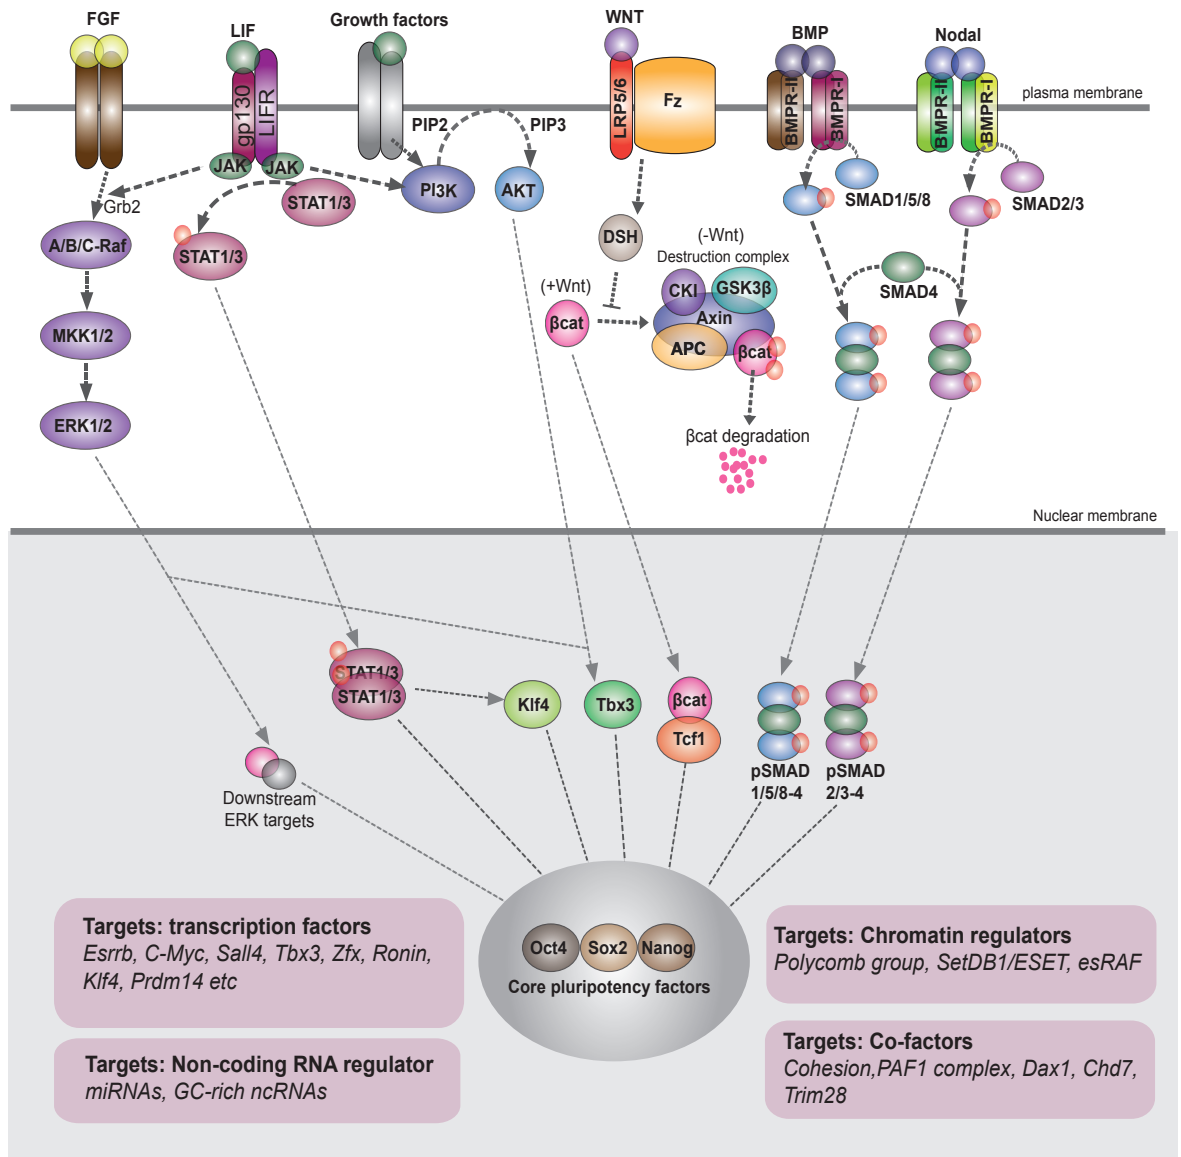 FGF
LIF
Growth factors
WNT
BMP
Nodal
plasma membrane
gp130
LIFR
LRP5/6
Fz
BMPR-II
BMPR-I
BMPR-II
BMPR-I
PIP2
PIP3
JAK
JAK
Grb2
STAT1/3
PI3K
AKT
SMAD1/5/8
SMAD2/3
A/B/C-Raf
STAT1/3
DSH
(-Wnt)
Destruction complex
(+Wnt)
CKI
GSK3β
SMAD4
MKK1/2
βcat
Axin
APC
βcat
ERK1/2
βcat degradation
Nuclear membrane
STAT1/3
STAT1/3
Klf4
Tbx3
βcat
Tcf1
pSMAD
1/5/8-4
pSMAD
2/3-4
Downstream
ERK targets
Oct4
Sox2
Nanog
Core pluripotency factors
Targets: transcription factors
Esrrb, C-Myc, Sall4, Tbx3, Zfx, Ronin,
Klf4, Prdm14 etc
Targets: Non-coding RNA regulator
miRNAs, GC-rich ncRNAs
Targets: Chromatin regulators
Polycomb group, SetDB1/ESET, esRAF
Targets: Co-factors
Cohesion,PAF1 complex, Dax1, Chd7,
Trim28